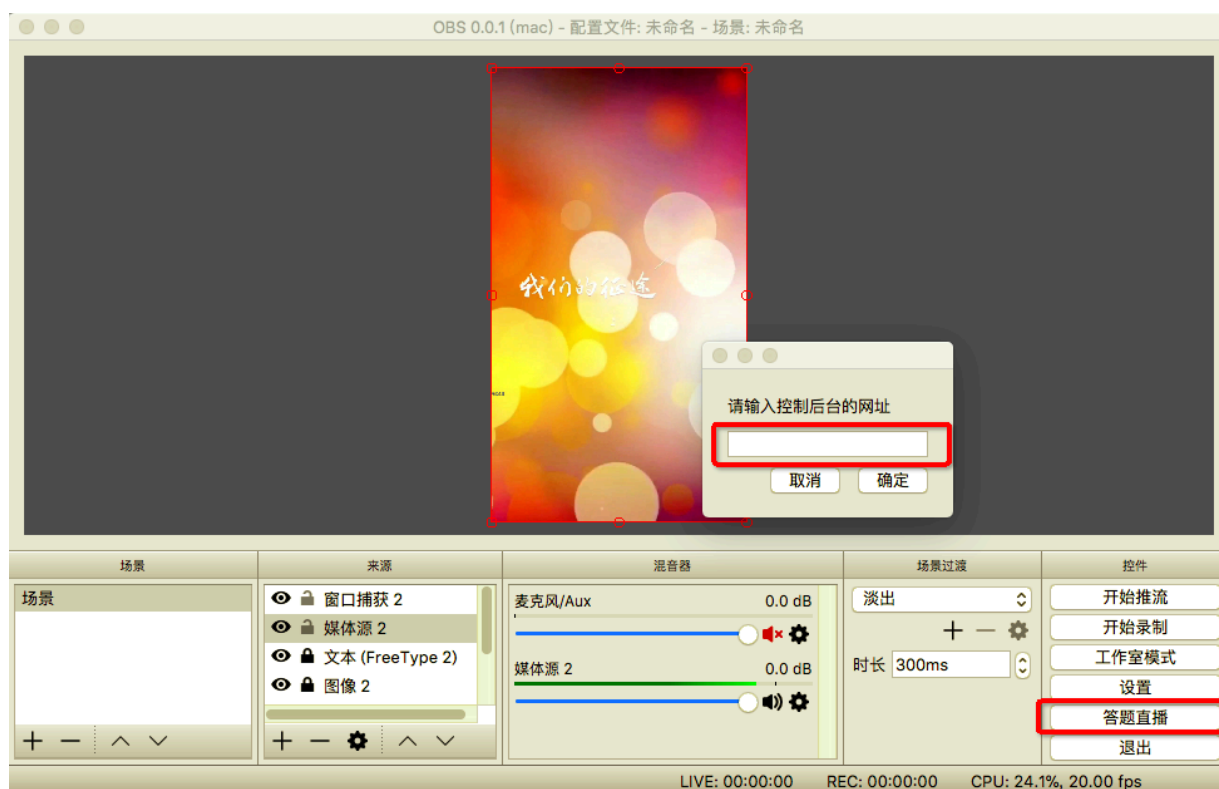 OBS 0.0.1 (mac) - 配置文件: 未命名 - 场景: 未命名
我们的征途
请输入控制后台的网址
取消
确定
场景
来源
混音器
场景过渡
控件
场景
窗口捕获 2
媒体源 2
文本 (FreeType 2)
图像 2
麦克风/Aux
0.0 dB
媒体源 2
0.0 dB
淡出
时长 300ms
开始推流
开始录制
工作室模式
设置
答题直播
退出
LIVE: 00:00:00 REC: 00:00:00 CPU: 24.1%, 20.00 fps